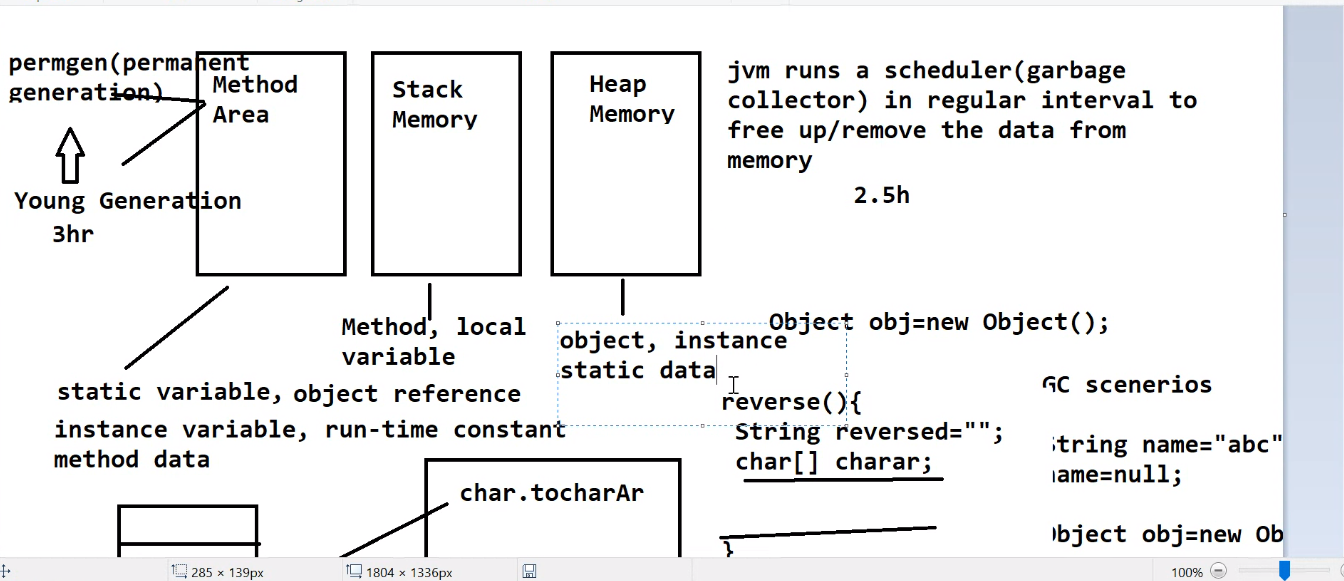 permgen(permanent
generation)
Method
Area
Stack
Memory
Heap
Memory
jvm runs a scheduler(garbage
collector) in regular interval to
free up/remove the data from
memory
2.5h
Young Generation
3hr
Method, local
variable
object, instance
static data
Object obj=new Object();
static variable, object reference
instance variable, run-time constant
method data
reverse(){
String reversed="";
char[] charar;
}
GC scenerios
String name="abc"
name=null;
Object obj=new Ob
char.tocharAr
285 × 139px
1804 × 1336px
100%